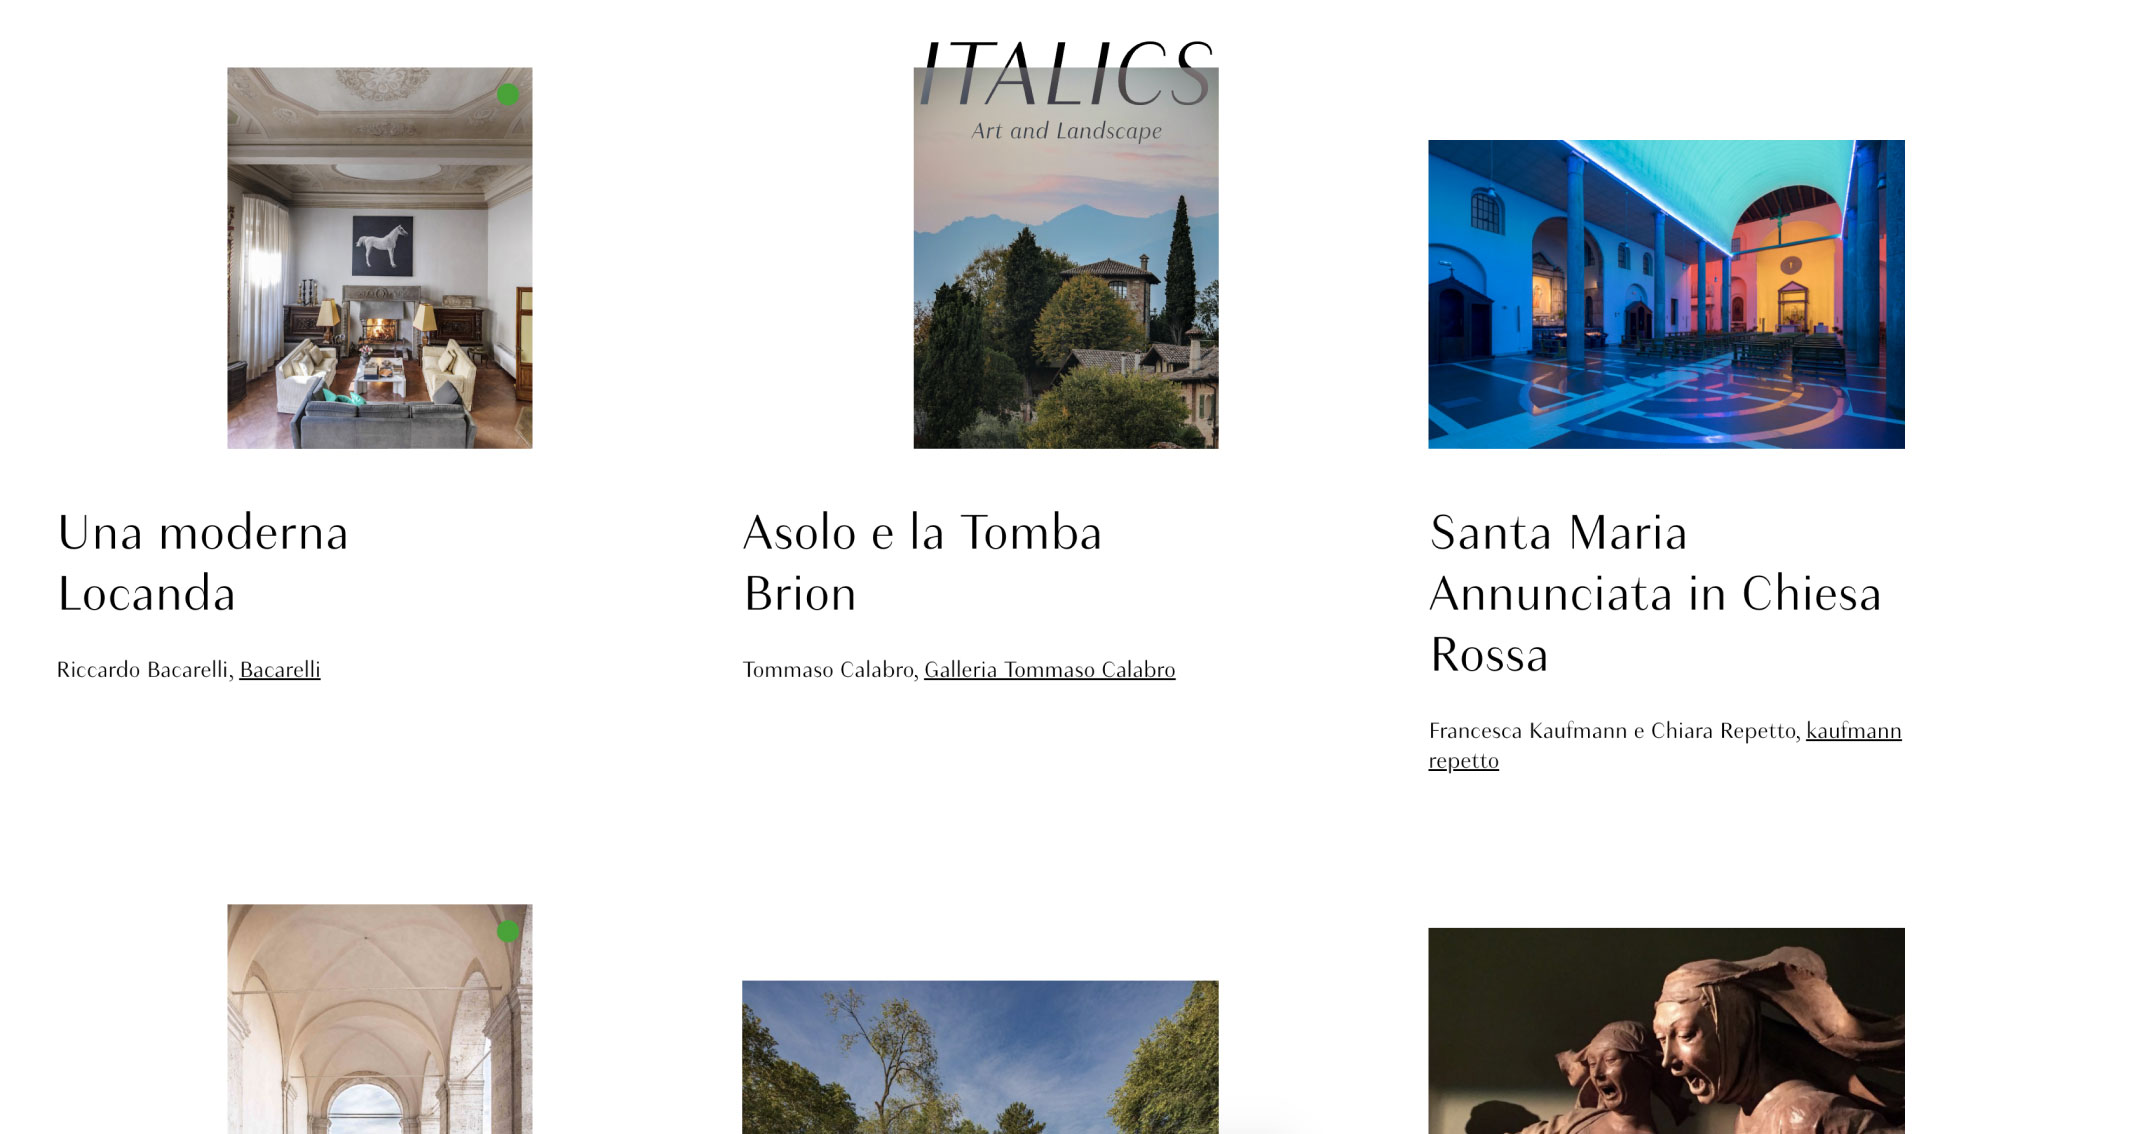 ITALICS
Art and Landscape
Una moderna
Locanda
Riccardo Bacarelli, Bacarelli
Asolo e la Tomba
Brion
Tommaso Calabro, Galleria Tommaso Calabro
Santa Maria
Annunciata in Chiesa
Rossa
Francesca Kaufmann e Chiara Repetto, kaufmann
repetto